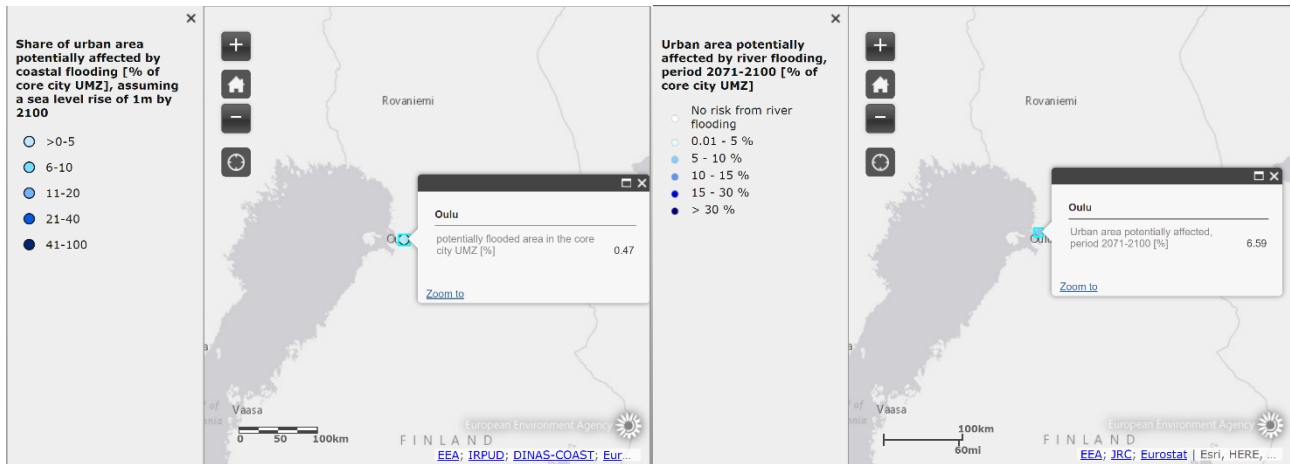 Share of urban area
potentially affected by
coastal flooding [% of
core city UMZ], assuming
a sea level rise of 1m by
2100
>0-5
6-10
11-20
21-40
41-100
Rovaniemi
Oulu
potentially flooded area in the core
city UMZ [%]
0.47
Zoom to
Vaasa
0 50 100km
European Environment Agency
FINLAND
EEA; IRPUD; DINAS-COAST; Eur...
Urban area potentially
affected by river flooding,
period 2071-2100 [% of
core city UMZ]
No risk from river
flooding
0.01 - 5 %
5 - 10 %
10 - 15 %
15 - 30 %
> 30 %
Rovaniemi
Oulu
Oulu
Urban area potentially affected,
period 2071-2100 [%]
6.59
Zoom to
Vaasa
100km
60mi
European Environment Agency
FINLAND
EEA; JRC; Eurostat | Esri, HERE, ...